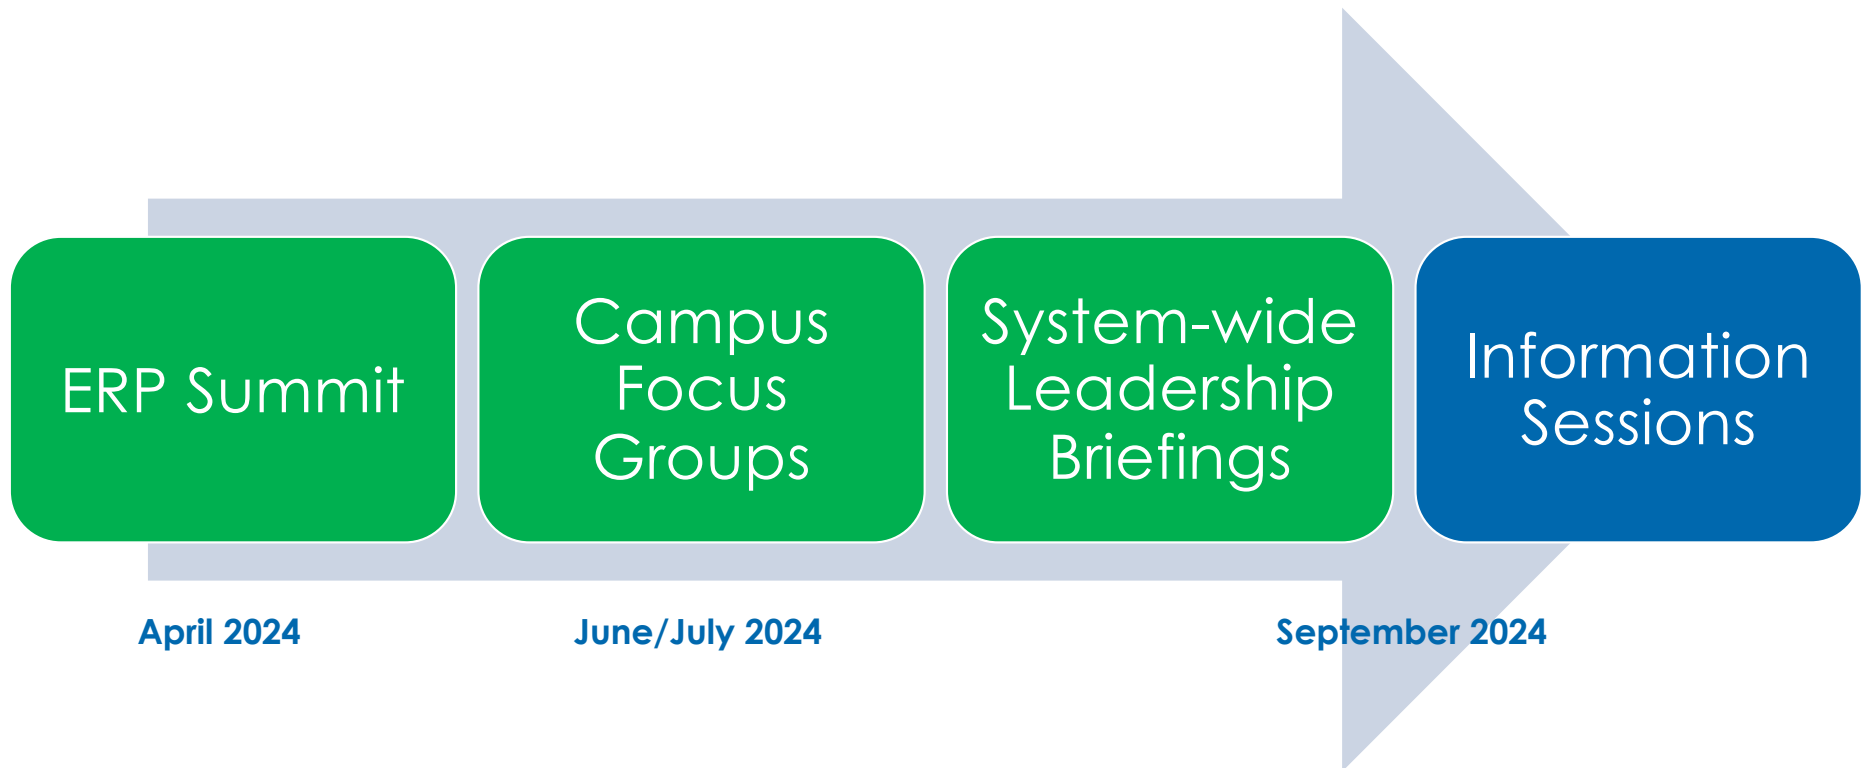 ERP Summit
Campus
Focus
Groups
System-wide
Leadership
Briefings
Information
Sessions
April 2024
June/July 2024
September 2024